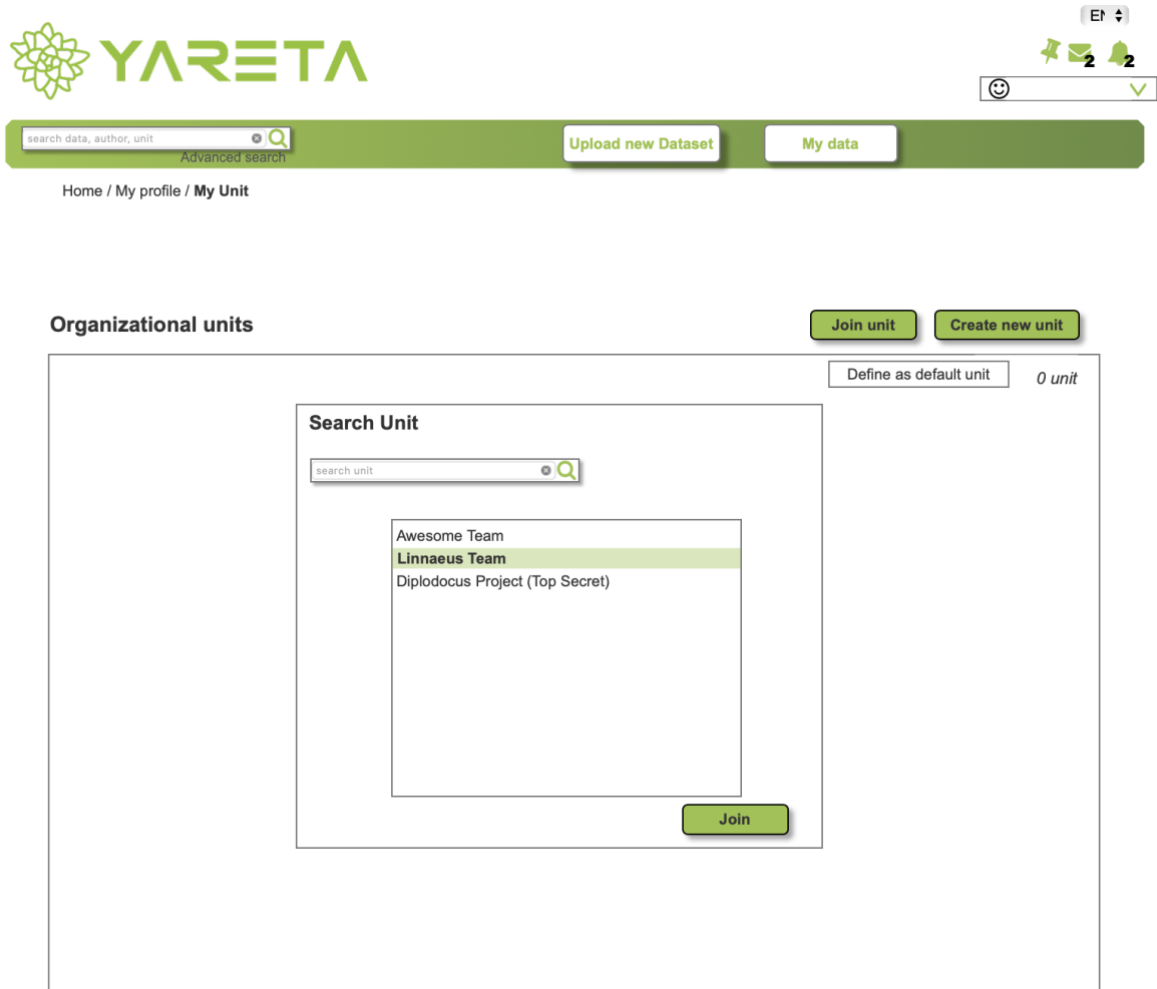 EN
YARETA
2 2
search data, author, unit
Advanced search
Upload new Dataset
My data
Home / My profile / My Unit
Organizational units
Join unit
Create new unit
Define as default unit
0 unit
Search Unit
search unit
Awesome Team
Linnaeus Team
Diplodocus Project (Top Secret)
Join